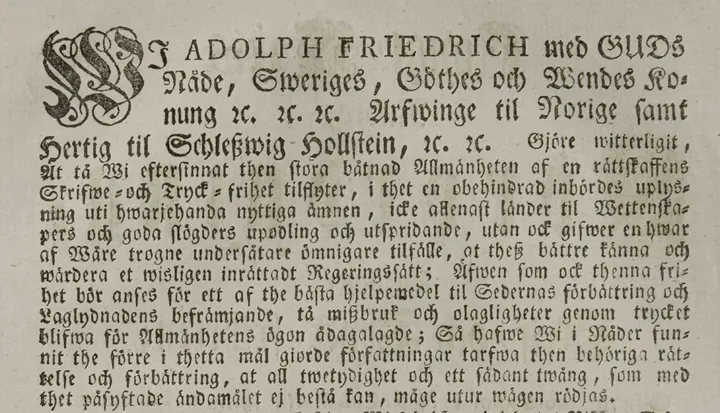 WJ ADOLPH FRIEDRICH med GUDs
Nåde, Sweriges, Göthes och Wendes Ko-
nung ꝛc. ꝛc. ꝛc. Arfwinge til Norige samt
Hertig til Schleßwig Hollstein, ꝛc. ꝛc. Gjöre witterligit,
At tå Wi eftersinnat then stora båtnad Allmänheten af en rättskaffens
Skrifwe- och Tryck-frihet tilflyter, i thet en obehindrad inbördes uplys-
ning uti hwarjehanda nyttiga ämnen, icke allenast länder til Wettenska-
pers och goda slögders upodling och utspridande, utan ock gifwer en hwar
af Wåre trogne undersåtare ömnigare tilfälle, at theß bättre känna och
wärdera et wisligen inrättadt Regeringssätt; Äfwen som ock thenna fri-
het bör anses för ett af the bästa hjelpemedel til Sedernas förbättring och
Laglydnadens befrämjande, tå mißbruk och olagligheter genom trycket
blifwa för Allmänhetens ögon ådagalagde; Så hafwe Wi i Nåder fun-
nit the förre i thetta mål giorde författningar tarfwa then behöriga rät-
telse och förbättring, at all twetydighet och ett sådant twång, som med
thet påsyftade ändamålet ej bestå kan, måge utur wägen rödjas.